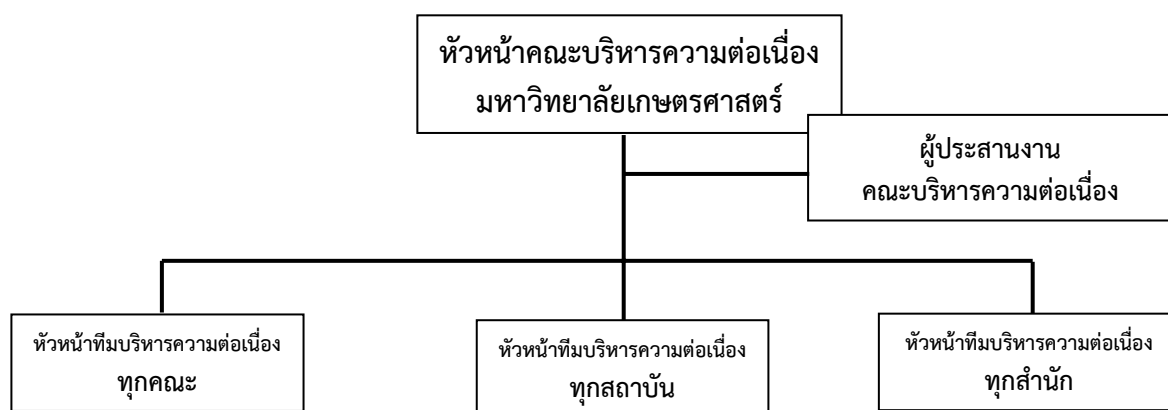 หัวหน้าคณะบริหารความต่อเนื่อง
มหาวิทยาลัยเกษตรศาสตร์
ผู้ประสานงาน
คณะบริหารความต่อเนื่อง
หัวหน้าทีมบริหารความต่อเนื่อง
ทุกคณะ
หัวหน้าทีมบริหารความต่อเนื่อง
ทุกสถาบัน
หัวหน้าทีมบริหารความต่อเนื่อง
ทุกสำนัก